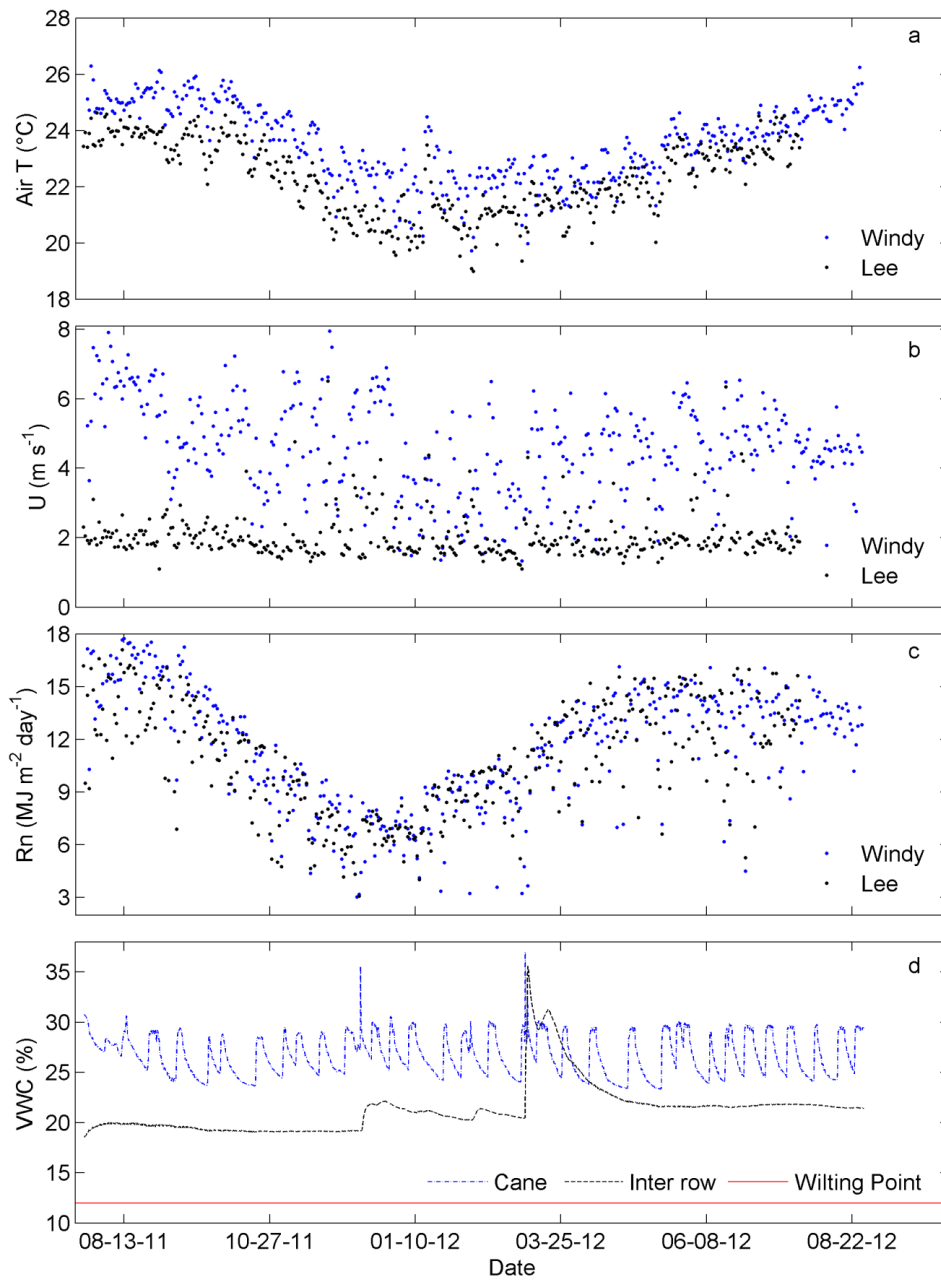 28
26
24
22
20
18
Air T (°C)
a
Windy
Lee
8
6
4
2
0
U (m s-1)
b
Windy
Lee
18
15
12
9
6
3
Rn (MJ m-2 day-1)
c
Windy
Lee
35
30
25
20
15
10
VWC (%)
d
Cane Inter row Wilting Point
08-13-11 10-27-11 01-10-12 03-25-12 06-08-12 08-22-12
Date